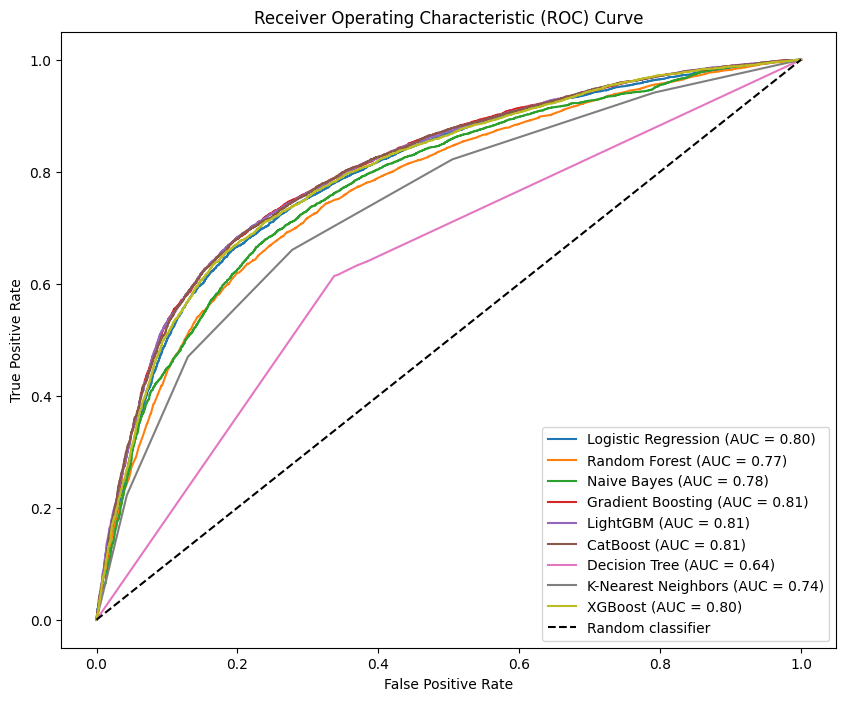 Receiver Operating Characteristic (ROC) Curve
True Positive Rate
1.0
0.8
0.6
0.4
0.2
0.0
Logistic Regression (AUC = 0.80)
Random Forest (AUC = 0.77)
Naive Bayes (AUC = 0.78)
Gradient Boosting (AUC = 0.81)
LightGBM (AUC = 0.81)
CatBoost (AUC = 0.81)
Decision Tree (AUC = 0.64)
K-Nearest Neighbors (AUC = 0.74)
XGBoost (AUC = 0.80)
Random classifier
0.0 0.2 0.4 0.6 0.8 1.0
False Positive Rate